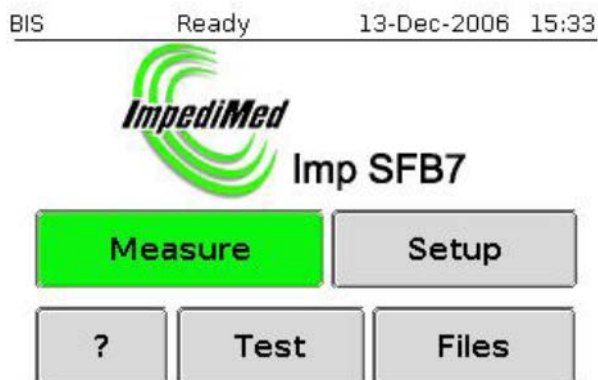 BIS Ready 13-Dec-2006 15:33
ImpediMed
Imp SFB7
Measure Setup
? Test Files